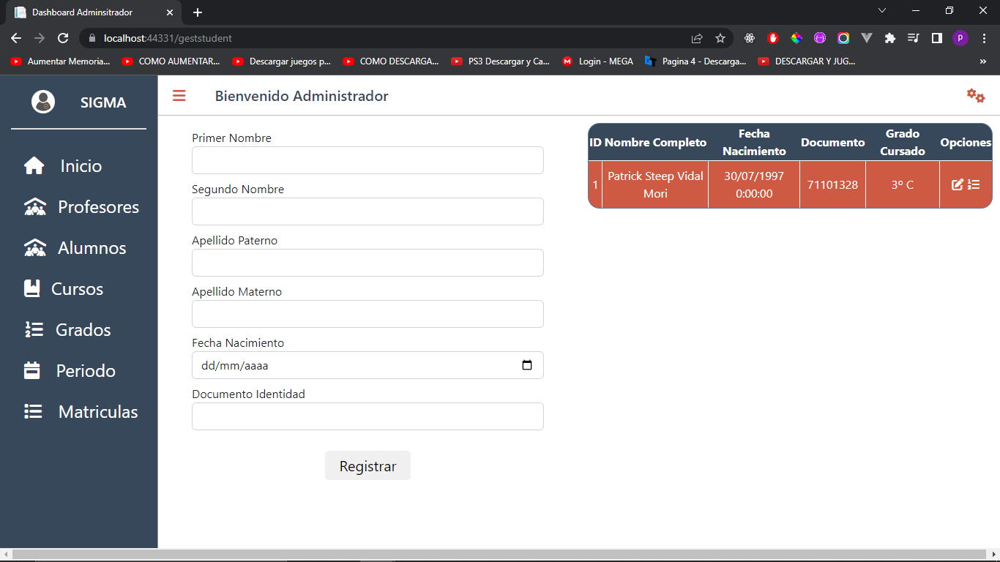 Dashboard Adminsitrador
localhost:44331/geststudent
P
Aumentar Memoria...
COMO AUMENTAR...
Descargar juegos p...
COMO DESCARGA...
PS3 Descargar y Ca...
Login - MEGA
Pagina 4 - Descarga...
DESCARGAR Y JUG...
SIGMA
Bienvenido Administrador
Inicio
Profesores
Alumnos
Cursos
Grados
Periodo
Matriculas
Primer Nombre
Segundo Nombre
Apellido Paterno
Apellido Materno
Fecha Nacimiento
dd/mm/aaaa
Documento Identidad
Registrar
ID Nombre Completo Fecha Nacimiento Documento Grado Cursado Opciones
1 Patrick Steep Vidal Mori 30/07/1997 0:00:00 71101328 3º C